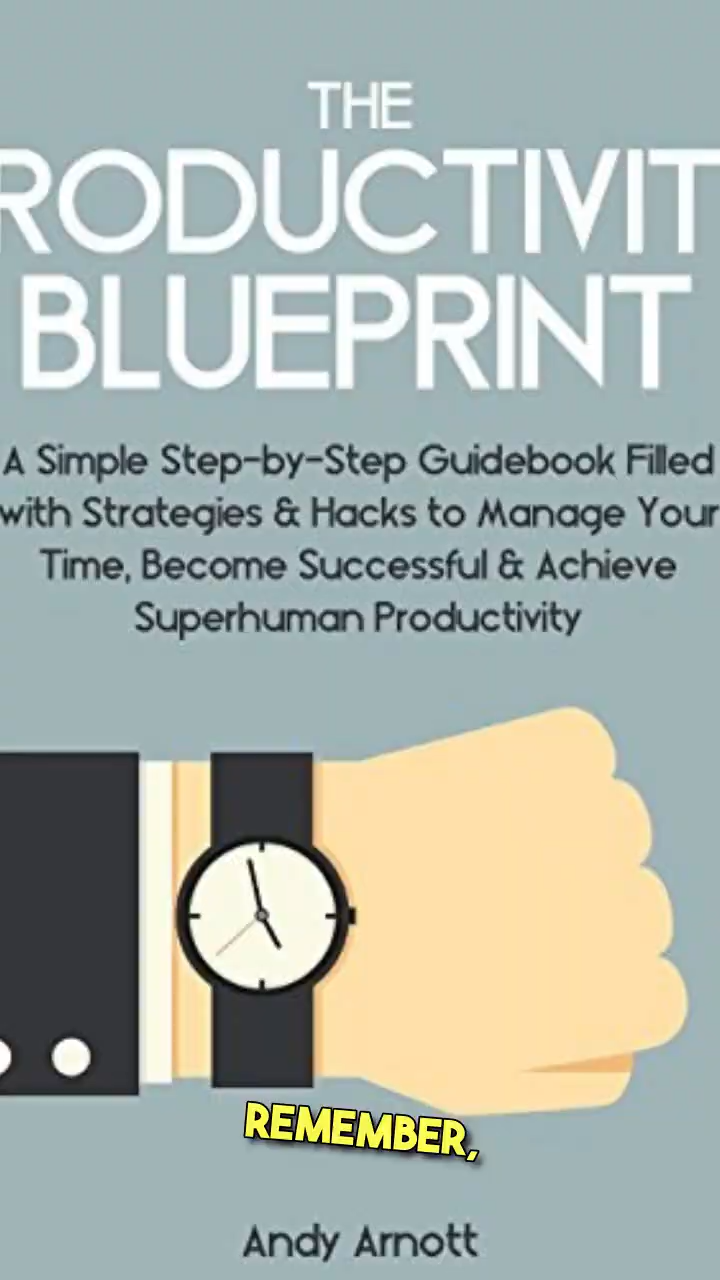 THE
RODUCTIVIT
BLUEPRINT
A Simple Step-by-Step Guidebook Filled
with Strategies & Hacks to Manage Your
Time, Become Successful & Achieve
Superhuman Productivity
REMEMBER,
Andy Arnott